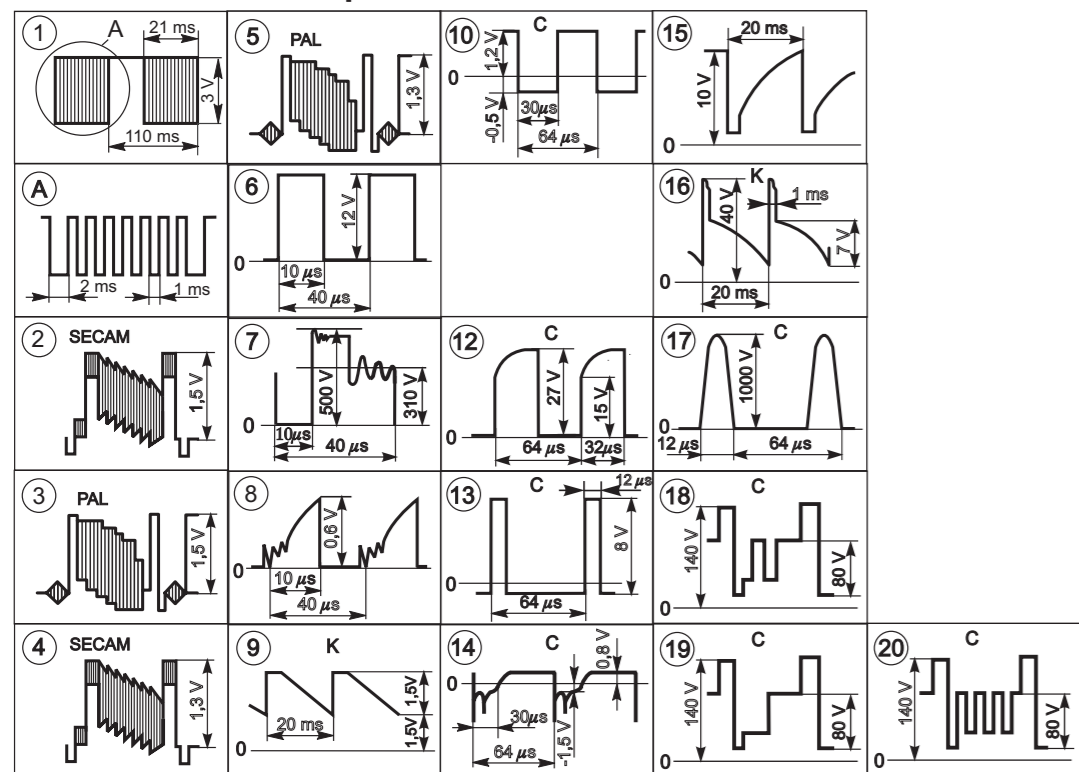 1
A
21 ms
3 V
110 ms
5
PAL
1,3 V
10
C
1,2 V
0
-0,5 V
30µs
64 µs
15
20 ms
10 V
0
A
2 ms
1 ms
6
12 V
0
10 µs
40 µs
16
K
40 V
1 ms
7 V
0
20 ms
2
SECAM
1,5 V
7
500 V
310 V
0
10µs
40 µs
12
C
27 V
15 V
0
64 µs
32µs
17
C
1000 V
0
12 µs
64 µs
3
PAL
1,5 V
8
0,6 V
0
10 µs
40 µs
13
C
12 µs
8 V
0
64 µs
18
C
140 V
80 V
0
4
SECAM
1,3 V
9
K
1,5V
20 ms
1,5V
0
14
C
0,8 V
0
30µs
-1,5 V
64 µs
19
C
140 V
80 V
0
20
C
140 V
80 V
0